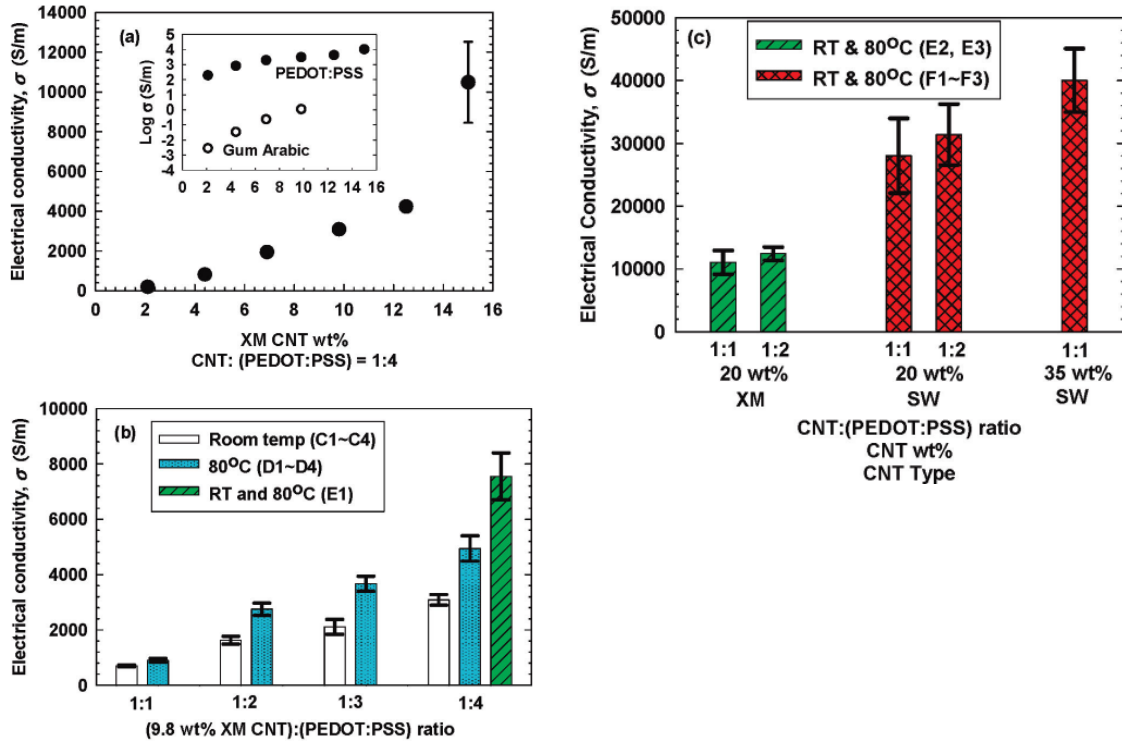 (a)
Electrical conductivity, σ (S/m)
14000
12000
10000
8000
6000
4000
2000
0
0 2 4 6 8 10 12 14 16
XM CNT wt%
CNT: (PEDOT:PSS) = 1:4
Log σ (S/m)
5
4
3
2
1
0
-1
-2
-3
-4
PEDOT:PSS
Gum Arabic
0 2 4 6 8 10 12 14 16
(b)
Electrical conductivity, σ (S/m)
10000
8000
6000
4000
2000
0
Room temp (C1~C4)
80OC (D1~D4)
RT and 80OC (E1)
1:1 1:2 1:3 1:4
(9.8 wt% XM CNT):(PEDOT:PSS) ratio
(c)
Electrical Conductivity, σ (S/m)
50000
40000
30000
20000
10000
0
RT & 80OC (E2, E3)
RT & 80OC (F1~F3)
1:1 1:2 1:1 1:2 1:1
20 wt% 20 wt% 35 wt%
XM SW SW
CNT:(PEDOT:PSS) ratio
CNT wt%
CNT Type